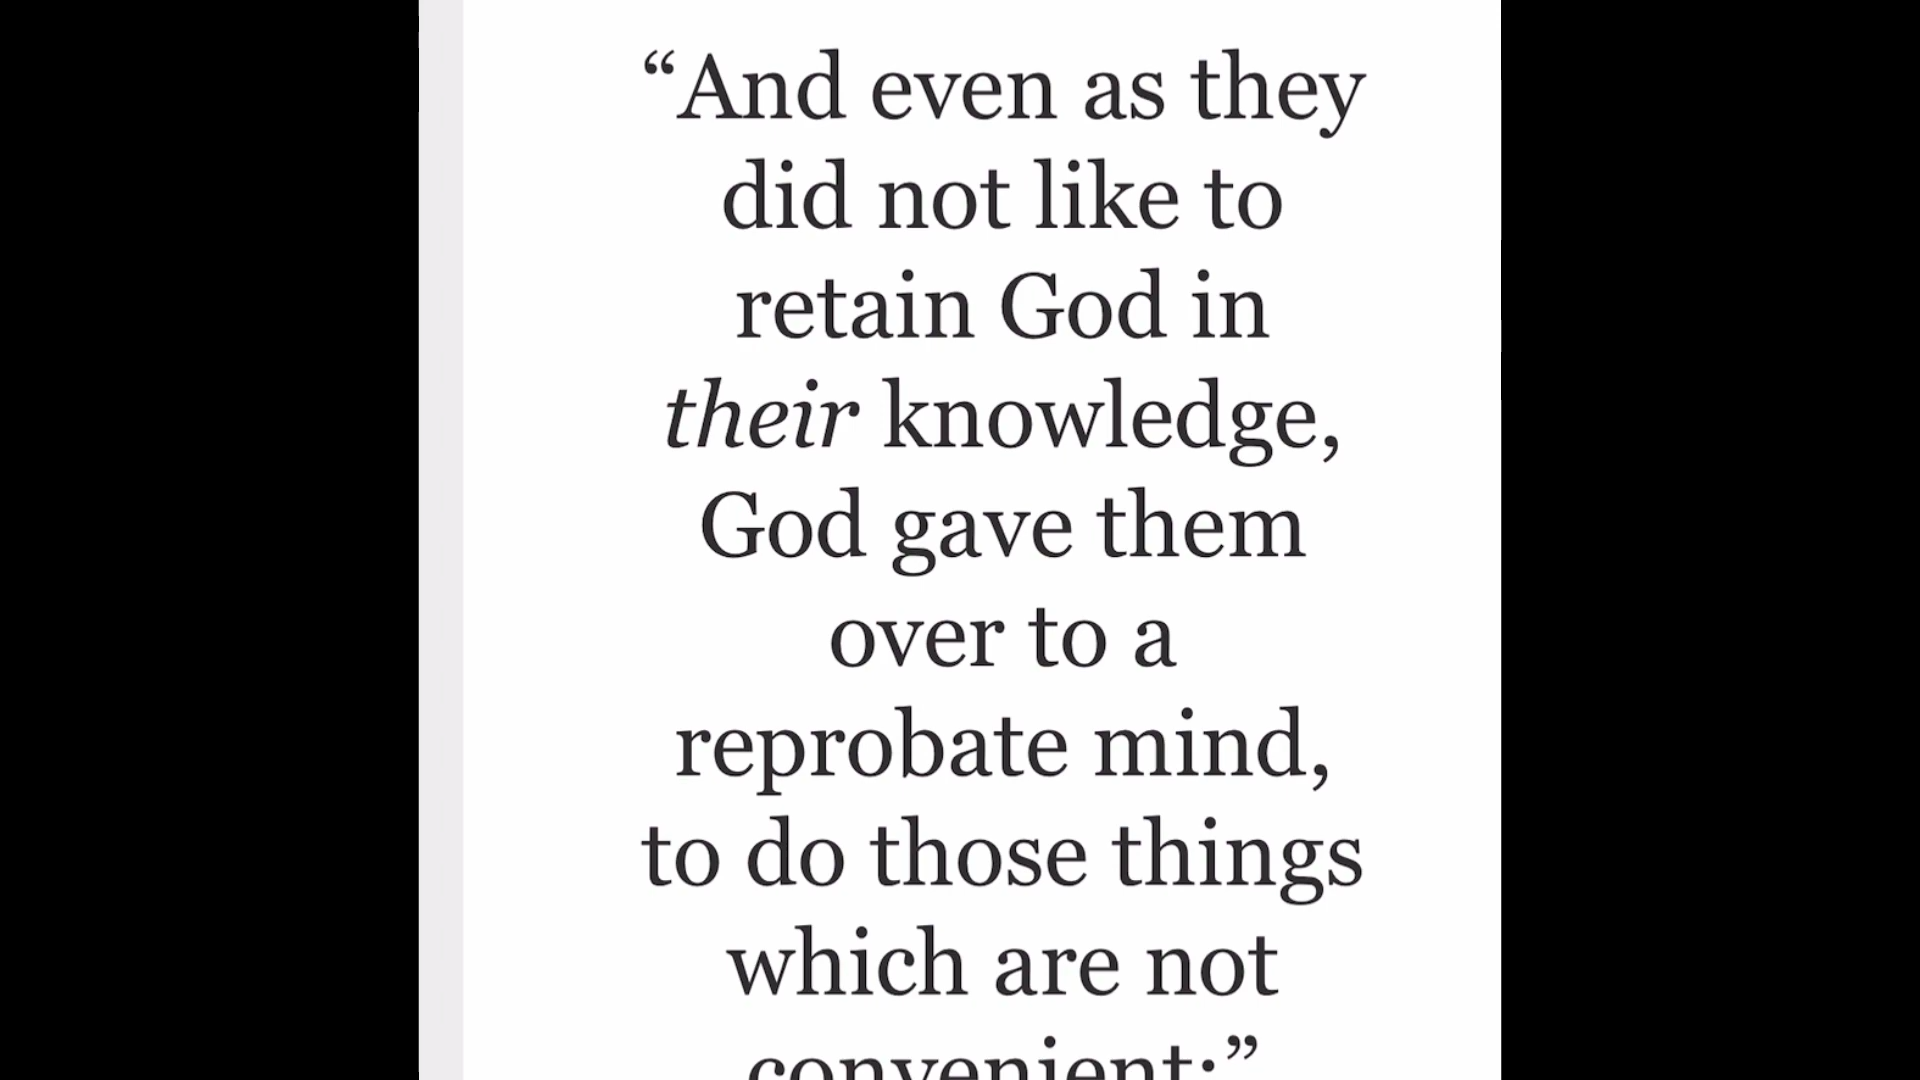 “And even as they
did not like to
retain God in
their knowledge,
God gave them
over to a
reprobate mind,
to do those things
which are not
convenient;”